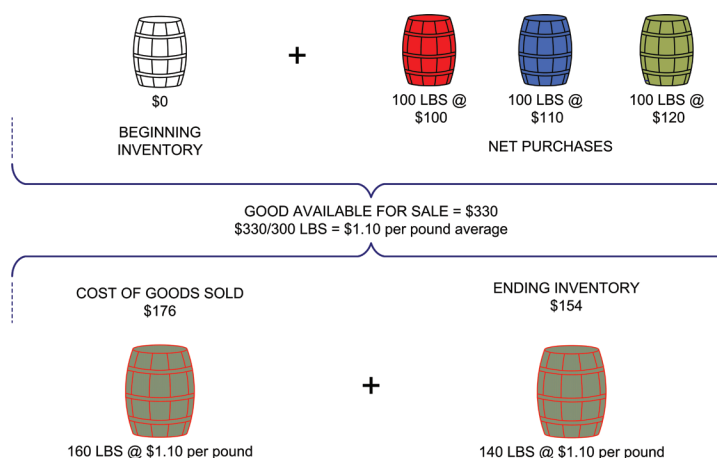 +
$0
100 LBS @
$100
100 LBS @
$110
100 LBS @
$120
BEGINNING
INVENTORY
NET PURCHASES
GOOD AVAILABLE FOR SALE = $330
$330/300 LBS = $1.10 per pound average
COST OF GOODS SOLD
$176
ENDING INVENTORY
$154
+
160 LBS @ $1.10 per pound
140 LBS @ $1.10 per pound